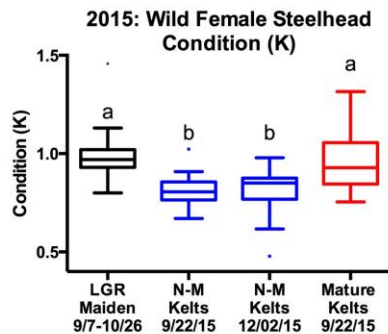 2015: Wild Female Steelhead
Condition (K)
Condition (K)
1.5
1.0
0.5
a
b
b
a
LGR
Maiden
9/7-10/26
N-M
Kelts
9/22/15
N-M
Kelts
12/02/15
Mature
Kelts
9/22/15